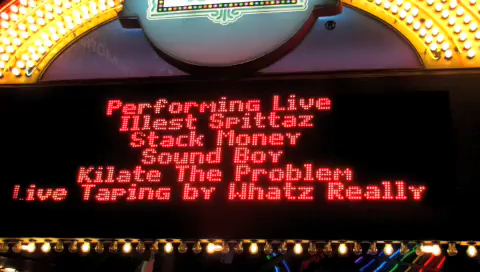 Performing Live
Illest Spittaz
Stack Money
Sound Boy
Kilate The Problem
Live Taping by Whatz Really